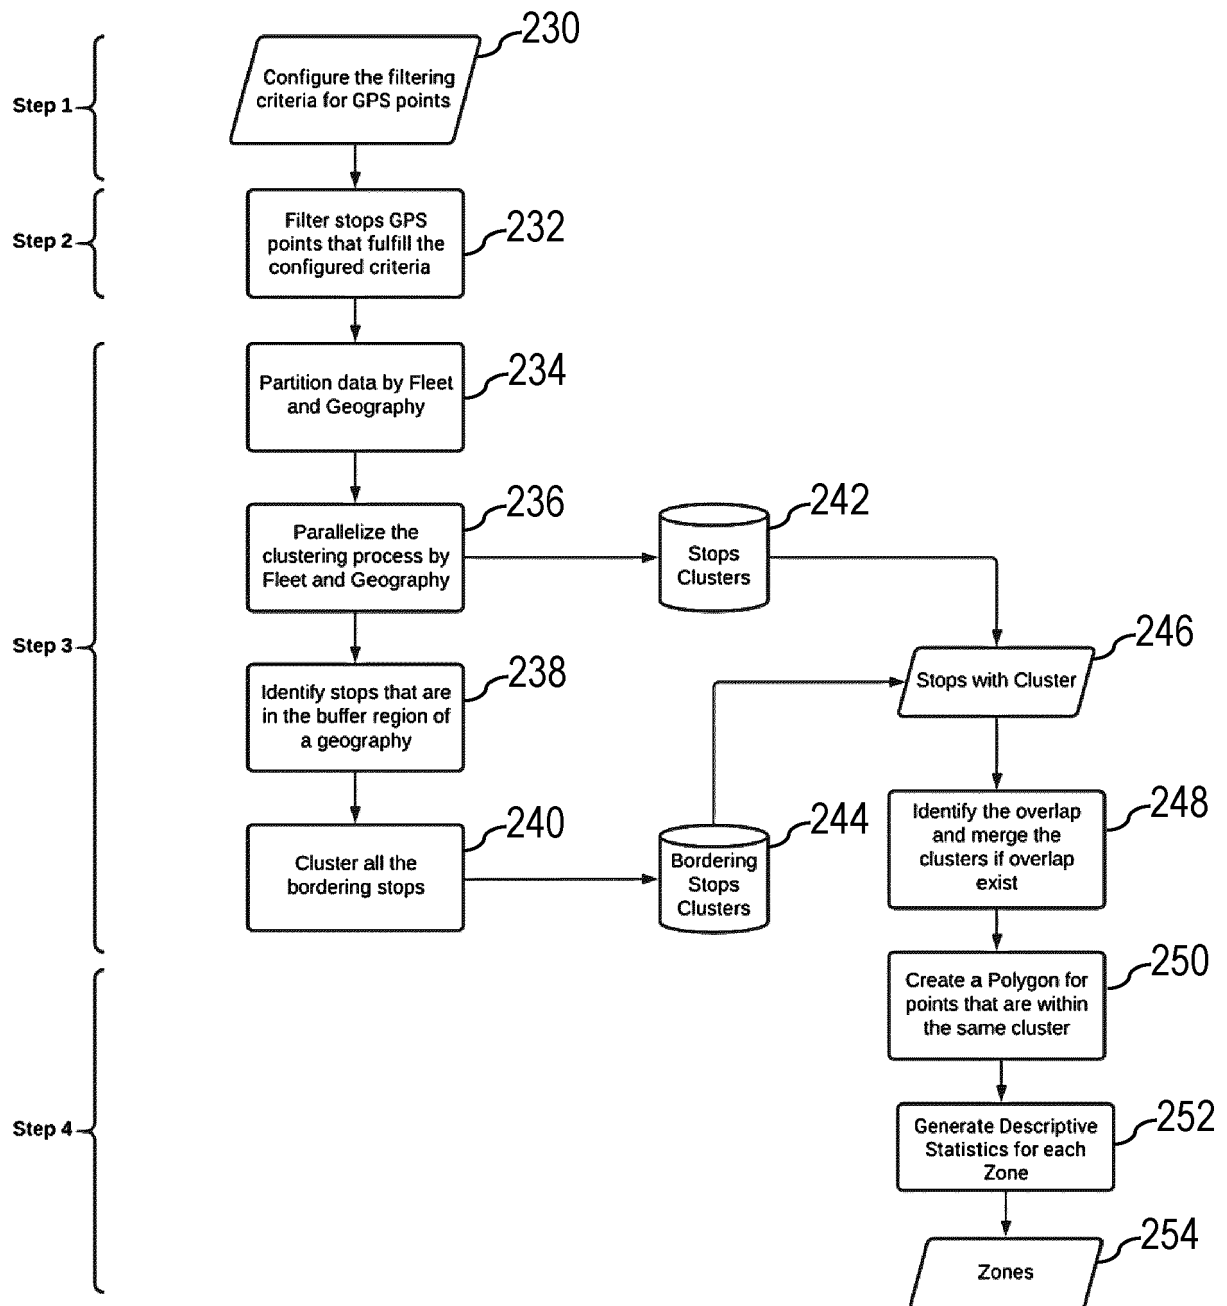 Step 1
230
Configure the filtering
criteria for GPS points
Step 2
232
Filter stops GPS
points that fulfill the
configured criteria
Step 3
234
Partition data by Fleet
and Geography
236
Parallelize the
clustering process by
Fleet and Geography
242
Stops
Clusters
238
Identify stops that are
in the buffer region of
a geography
246
Stops with Cluster
240
Cluster all the
bordering stops
244
Bordering
Stops
Clusters
248
Identify the overlap
and merge the
clusters if overlap
exist
Step 4
250
Create a Polygon for
points that are within
the same cluster
252
Generate Descriptive
Statistics for each
Zone
254
Zones